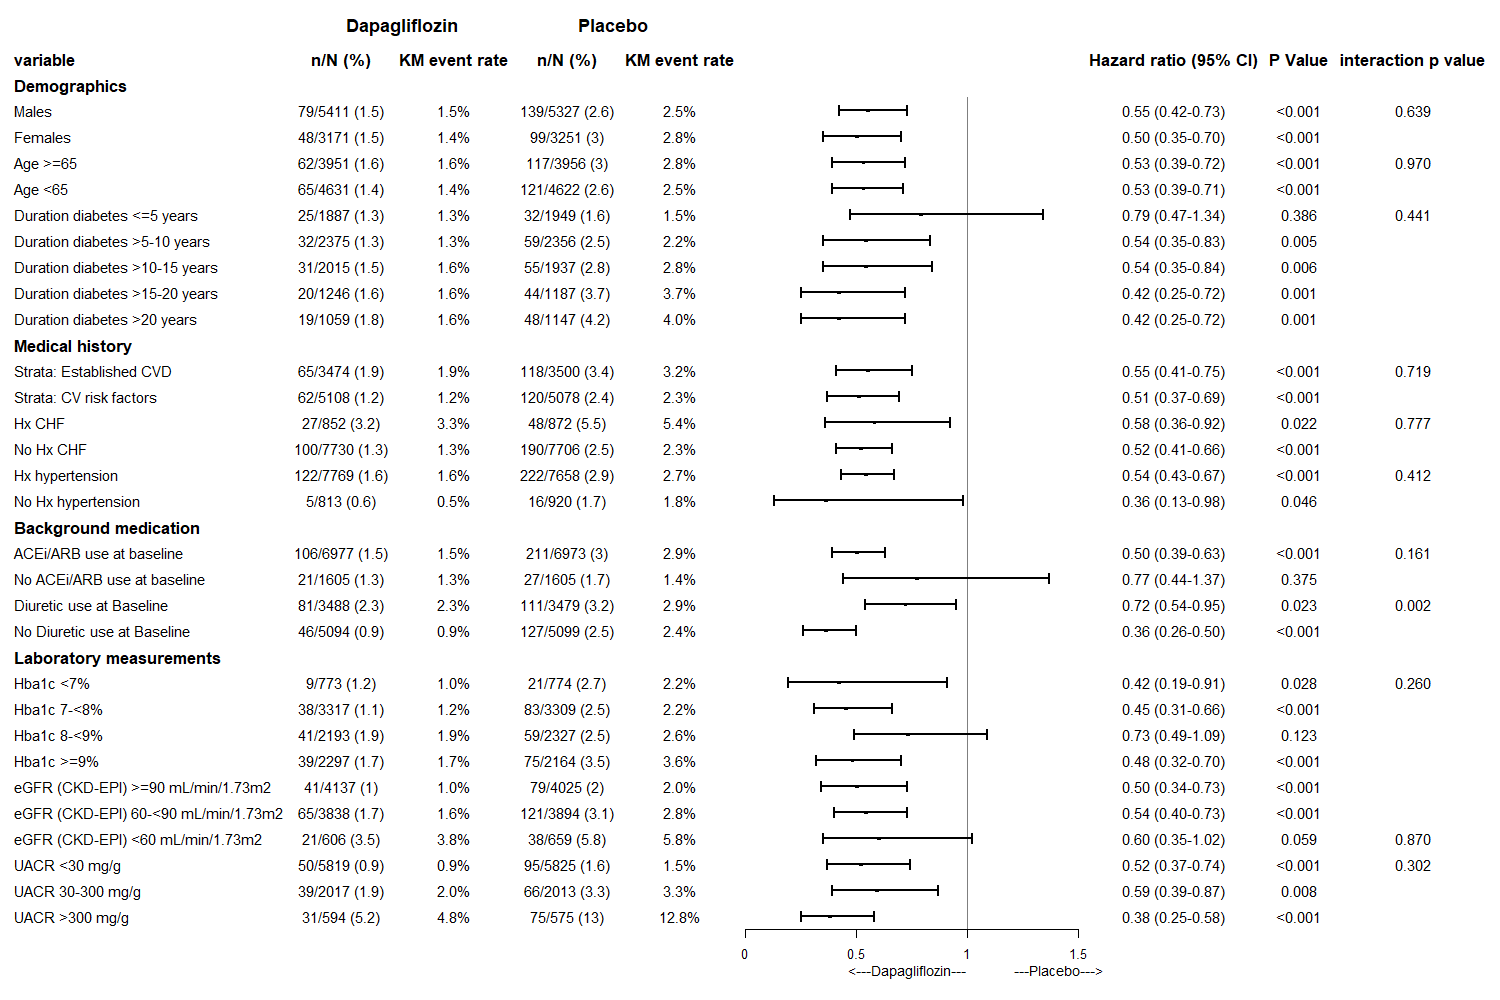 Dapagliflozin Placebo
variable n/N (%) KM event rate n/N (%) KM event rate Hazard ratio (95% CI) P Value interaction p value
Demographics
Males 79/5411 (1.5) 1.5% 139/5327 (2.6) 2.5% 0.55 (0.42-0.73) <0.001 0.639
Females 48/3171 (1.5) 1.4% 99/3251 (3) 2.8% 0.50 (0.35-0.70) <0.001
Age >=65 62/3951 (1.6) 1.6% 117/3956 (3) 2.8% 0.53 (0.39-0.72) <0.001 0.970
Age <65 65/4631 (1.4) 1.4% 121/4622 (2.6) 2.5% 0.53 (0.39-0.71) <0.001
Duration diabetes <=5 years 25/1887 (1.3) 1.3% 32/1949 (1.6) 1.5% 0.79 (0.47-1.34) 0.386 0.441
Duration diabetes >5-10 years 32/2375 (1.3) 1.3% 59/2356 (2.5) 2.2% 0.54 (0.35-0.83) 0.005
Duration diabetes >10-15 years 31/2015 (1.5) 1.6% 55/1937 (2.8) 2.8% 0.54 (0.35-0.84) 0.006
Duration diabetes >15-20 years 20/1246 (1.6) 1.6% 44/1187 (3.7) 3.7% 0.42 (0.25-0.72) 0.001
Duration diabetes >20 years 19/1059 (1.8) 1.6% 48/1147 (4.2) 4.0% 0.42 (0.25-0.72) 0.001
Medical history
Strata: Established CVD 65/3474 (1.9) 1.9% 118/3500 (3.4) 3.2% 0.55 (0.41-0.75) <0.001 0.719
Strata: CV risk factors 62/5108 (1.2) 1.2% 120/5078 (2.4) 2.3% 0.51 (0.37-0.69) <0.001
Hx CHF 27/852 (3.2) 3.3% 48/872 (5.5) 5.4% 0.58 (0.36-0.92) 0.022 0.777
No Hx CHF 100/7730 (1.3) 1.3% 190/7706 (2.5) 2.3% 0.52 (0.41-0.66) <0.001
Hx hypertension 122/7769 (1.6) 1.6% 222/7658 (2.9) 2.7% 0.54 (0.43-0.67) <0.001 0.412
No Hx hypertension 5/813 (0.6) 0.5% 16/920 (1.7) 1.8% 0.36 (0.13-0.98) 0.046
Background medication
ACEi/ARB use at baseline 106/6977 (1.5) 1.5% 211/6973 (3) 2.9% 0.50 (0.39-0.63) <0.001 0.161
No ACEi/ARB use at baseline 21/1605 (1.3) 1.3% 27/1605 (1.7) 1.4% 0.77 (0.44-1.37) 0.375
Diuretic use at Baseline 81/3488 (2.3) 2.3% 111/3479 (3.2) 2.9% 0.72 (0.54-0.95) 0.023 0.002
No Diuretic use at Baseline 46/5094 (0.9) 0.9% 127/5099 (2.5) 2.4% 0.36 (0.26-0.50) <0.001
Laboratory measurements
Hba1c <7% 9/773 (1.2) 1.0% 21/774 (2.7) 2.2% 0.42 (0.19-0.91) 0.028 0.260
Hba1c 7-<8% 38/3317 (1.1) 1.2% 83/3309 (2.5) 2.2% 0.45 (0.31-0.66) <0.001
Hba1c 8-<9% 41/2193 (1.9) 1.9% 59/2327 (2.5) 2.6% 0.73 (0.49-1.09) 0.123
Hba1c >=9% 39/2297 (1.7) 1.7% 75/2164 (3.5) 3.6% 0.48 (0.32-0.70) <0.001
eGFR (CKD-EPI) >=90 mL/min/1.73m2 41/4137 (1) 1.0% 79/4025 (2) 2.0% 0.50 (0.34-0.73) <0.001
eGFR (CKD-EPI) 60-<90 mL/min/1.73m2 65/3838 (1.7) 1.6% 121/3894 (3.1) 2.8% 0.54 (0.40-0.73) <0.001
eGFR (CKD-EPI) <60 mL/min/1.73m2 21/606 (3.5) 3.8% 38/659 (5.8) 5.8% 0.60 (0.35-1.02) 0.059 0.870
UACR <30 mg/g 50/5819 (0.9) 0.9% 95/5825 (1.6) 1.5% 0.52 (0.37-0.74) <0.001 0.302
UACR 30-300 mg/g 39/2017 (1.9) 2.0% 66/2013 (3.3) 3.3% 0.59 (0.39-0.87) 0.008
UACR >300 mg/g 31/594 (5.2) 4.8% 75/575 (13) 12.8% 0.38 (0.25-0.58) <0.001
0 0.5 1 1.5
<---Dapagliflozin--- ---Placebo--->